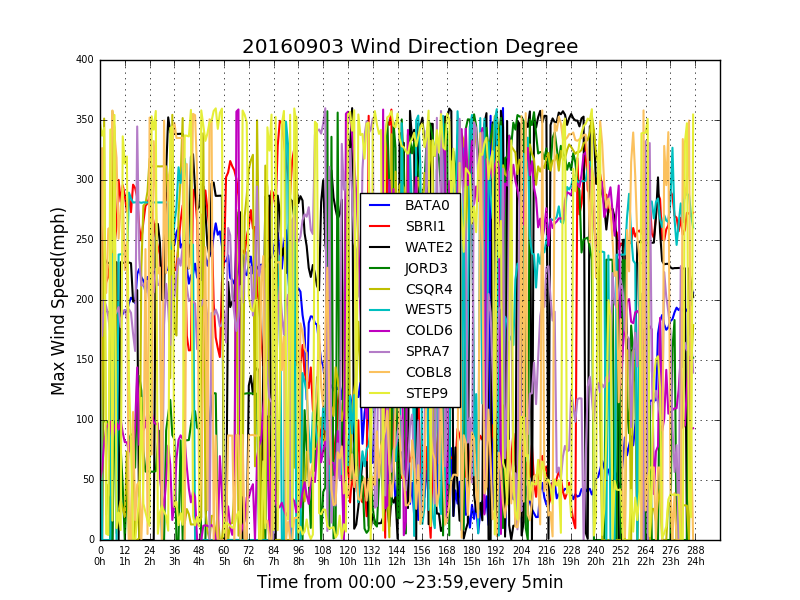 20160903 Wind Direction Degree
Max Wind Speed(mph)
400
350
300
250
200
150
100
50
0
BATA0
SBRI1
WATE2
JORD3
CSQR4
WEST5
COLD6
SPRA7
COBL8
STEP9
0 12 24 36 48 60 72 84 96 108 120 132 144 156 168 180 192 204 216 228 240 252 264 276 288
0h 1h 2h 3h 4h 5h 6h 7h 8h 9h 10h 11h 12h 13h 14h 15h 16h 17h 18h 19h 20h 21h 22h 23h 24h
Time from 00:00 ~23:59,every 5min